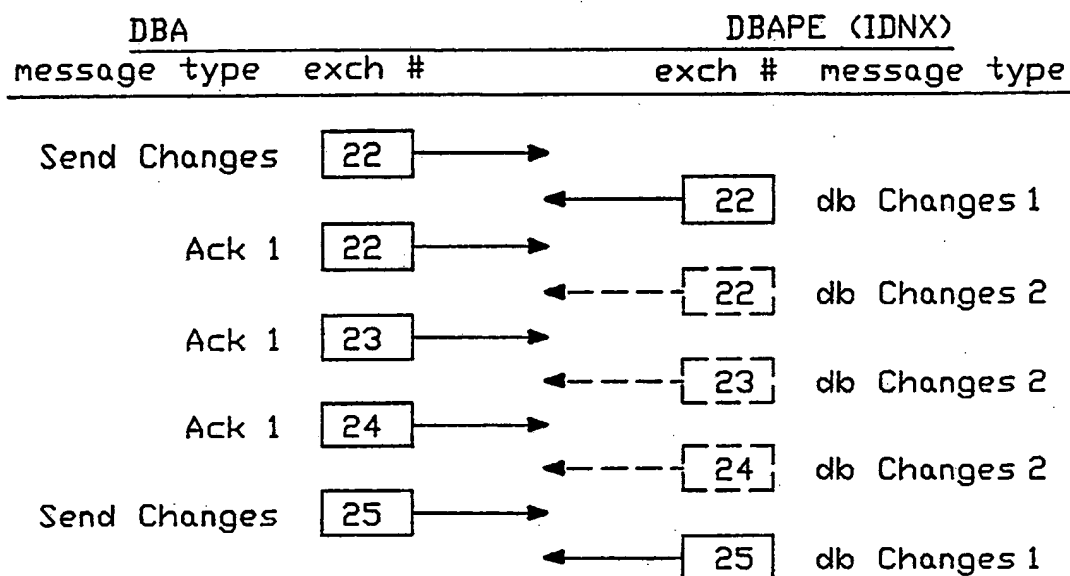 DBA DBAPE (IDNX)
message type exch # exch # message type
Send Changes 22
22 db Changes 1
Ack 1 22
22 db Changes 2
Ack 1 23
23 db Changes 2
Ack 1 24
24 db Changes 2
Send Changes 25
25 db Changes 1